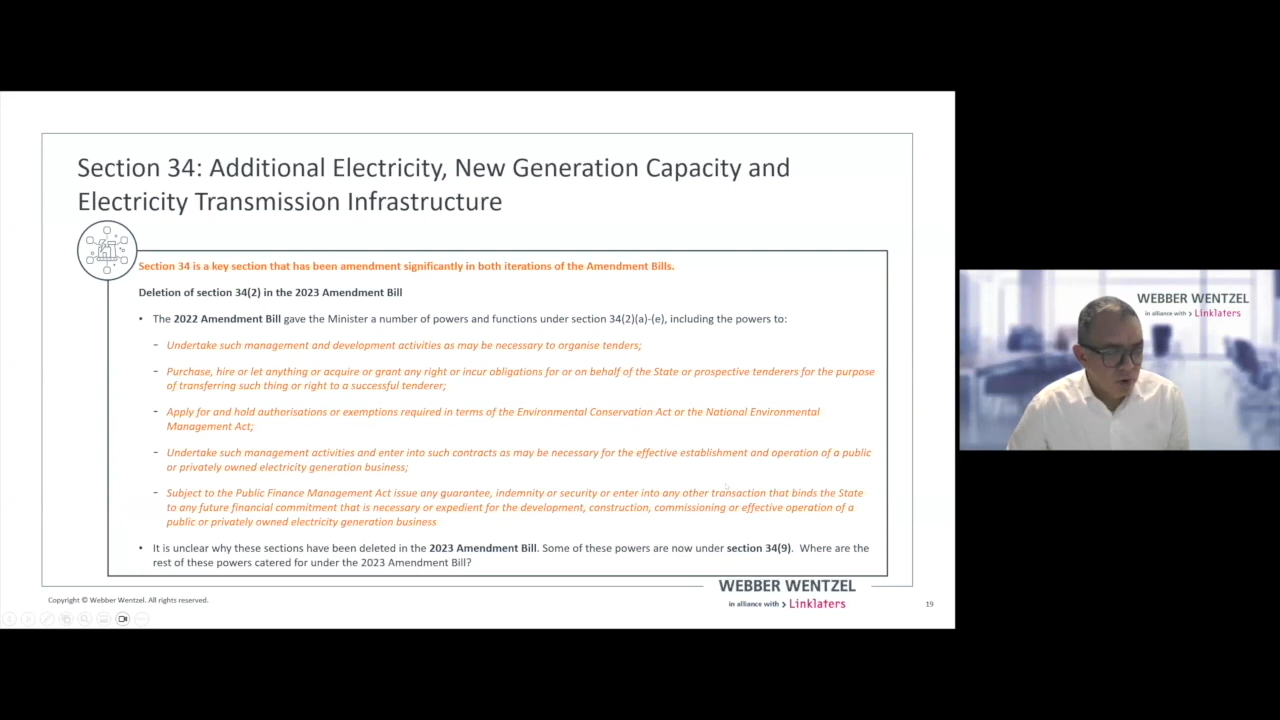 Section 34: Additional Electricity, New Generation Capacity and
Electricity Transmission Infrastructure
Section 34 is a key section that has been amendment significantly in both iterations of the Amendment Bills.
Deletion of section 34(2) in the 2023 Amendment Bill
• The 2022 Amendment Bill gave the Minister a number of powers and functions under section 34(2)(a)-(e), including the powers to:
- Undertake such management and development activities as may be necessary to organise tenders;
- Purchase, hire or let anything or acquire or grant any right or incur obligations for or on behalf of the State or prospective tenderers for the purpose
of transferring such thing or right to a successful tenderer;
- Apply for and hold authorisations or exemptions required in terms of the Environmental Conservation Act or the National Environmental
Management Act;
- Undertake such management activities and enter into such contracts as may be necessary for the effective establishment and operation of a public
or privately owned electricity generation business;
- Subject to the Public Finance Management Act issue any guarantee, indemnity or security or enter into any other transaction that binds the State
to any future financial commitment that is necessary or expedient for the development, construction, commissioning or effective operation of a
public or privately owned electricity generation business
• It is unclear why these sections have been deleted in the 2023 Amendment Bill. Some of these powers are now under section 34(9). Where are the
rest of these powers catered for under the 2023 Amendment Bill?
WEBBER WENTZEL
in alliance with > Linklaters
Copyright © Webber Wentzel. All rights reserved.
19
WEBBER WENTZEL
in alliance with > Linklaters